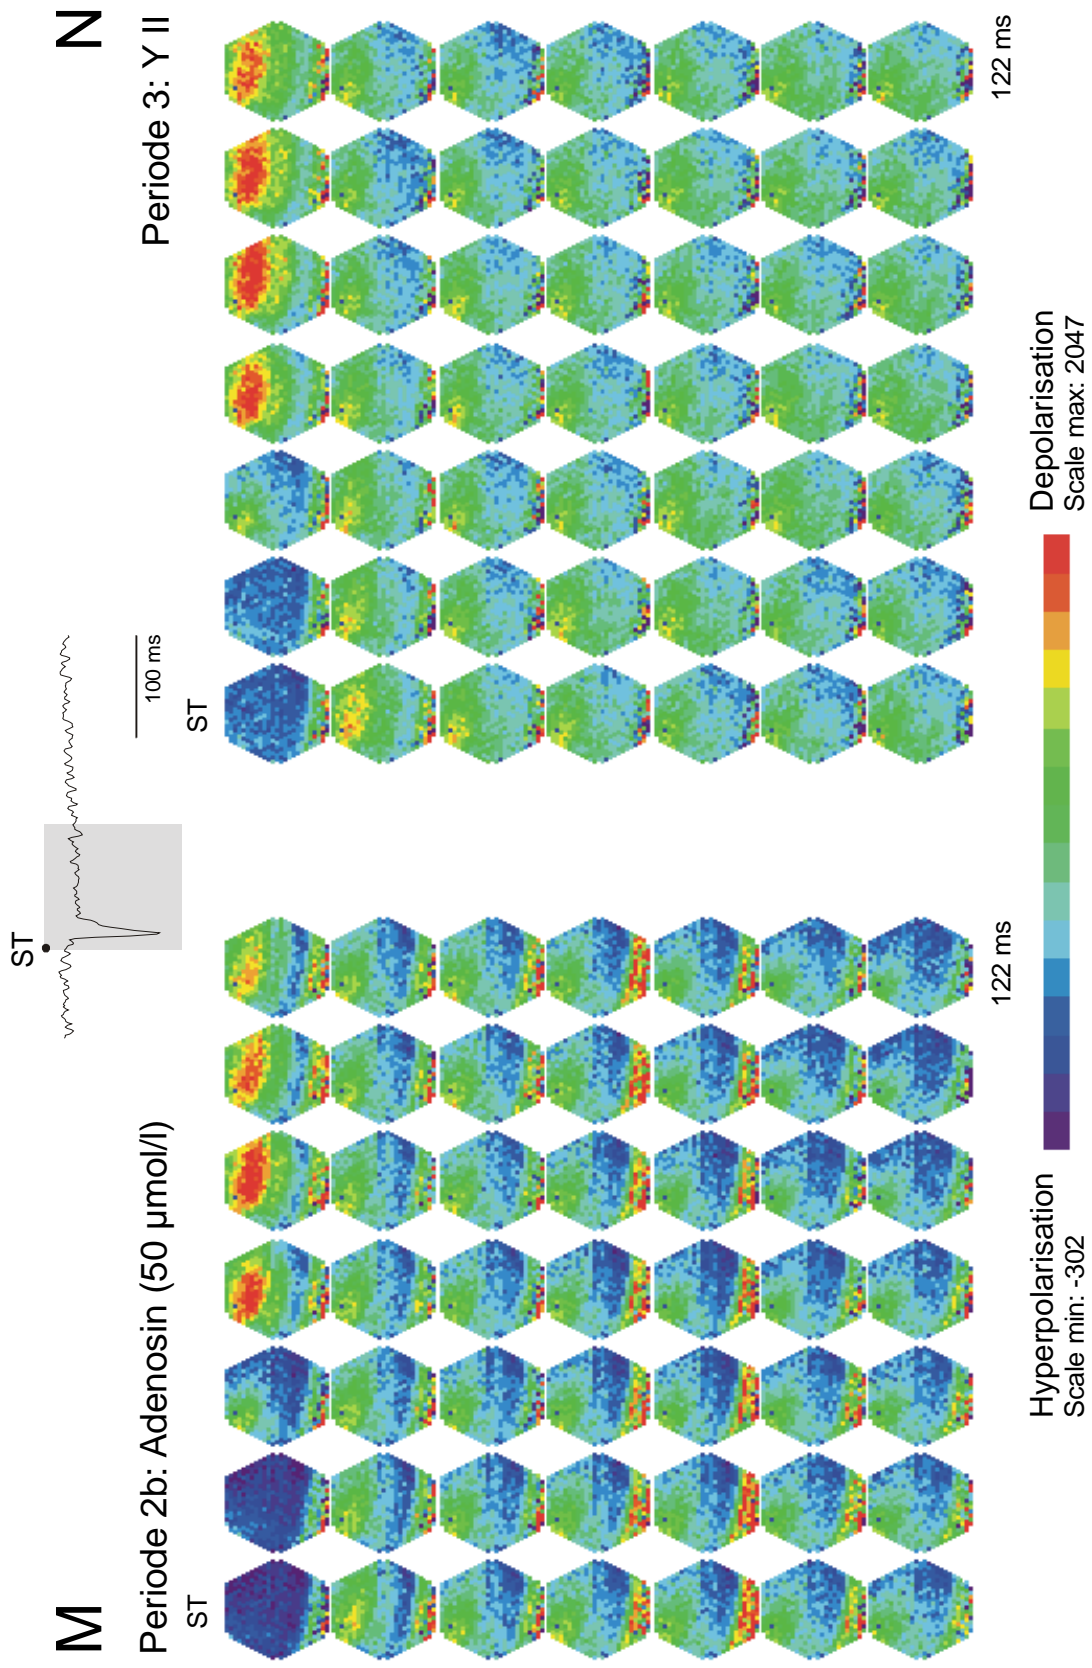 M
N
Periode 2b: Adenosin (50 µmol/l)
Periode 3: Y II
ST
100 ms
ST
ST
122 ms
122 ms
Hyperpolarisation
Scale min: -302
Depolarisation
Scale max: 2047